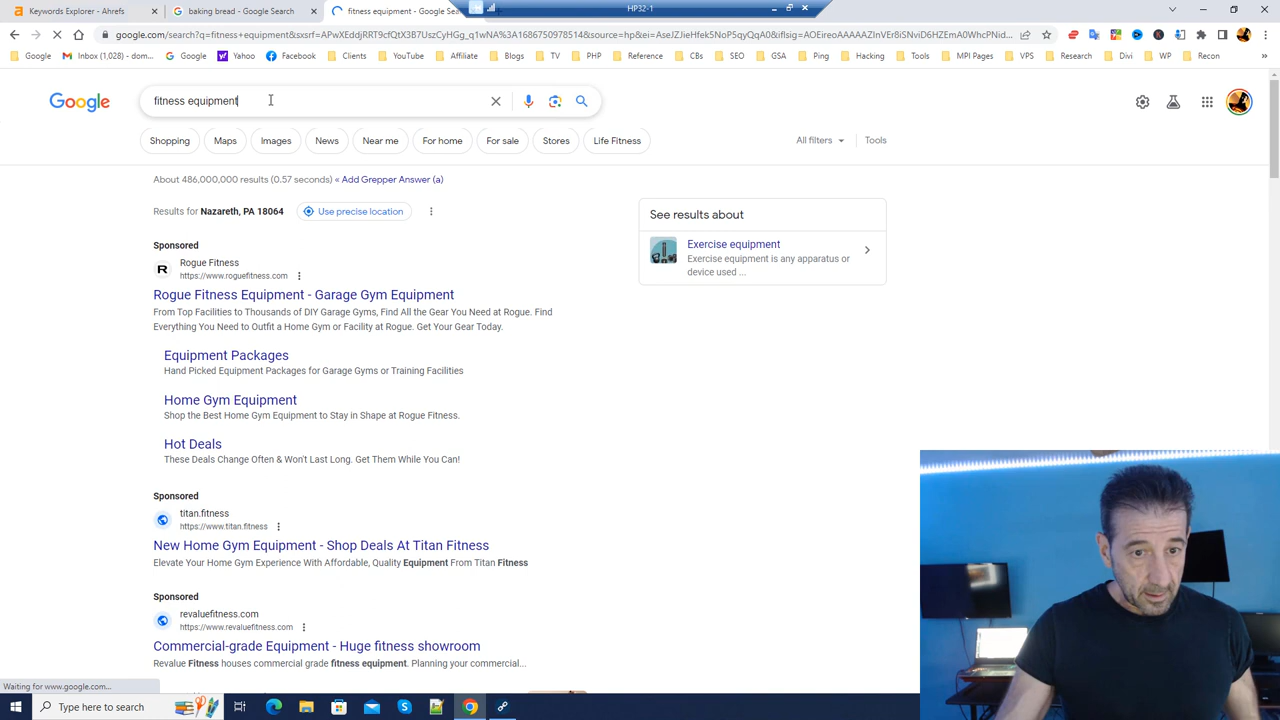 Keywords Explorer - Ahrefs
baking bread - Google Search
fitness equipment - Google Sea
HP32-1
Google
Inbox (1,028) - dom...
Google
Yahoo
Facebook
Clients
YouTube
Affiliate
Blogs
TV
PHP
Reference
CBs
SEO
GSA
Ping
Hacking
Tools
MPI Pages
VPS
Research
Divi
WP
Recon
Google
fitness equipment
Shopping
Maps
Images
News
Near me
For home
For sale
Stores
Life Fitness
All filters
Tools
About 486,000,000 results (0.57 seconds) « Add Grepper Answer (a)
Results for Nazareth, PA 18064
Use precise location
See results about
Exercise equipment
Exercise equipment is any apparatus or
device used ...
Sponsored
R
Rogue Fitness
https://www.roguefitness.com
Rogue Fitness Equipment - Garage Gym Equipment
From Top Facilities to Thousands of DIY Garage Gyms, Find All the Gear You Need at Rogue. Find
Everything You Need to Outfit a Home Gym or Facility at Rogue. Get Your Gear Today.
Equipment Packages
Hand Picked Equipment Packages for Garage Gyms or Training Facilities
Home Gym Equipment
Shop the Best Home Gym Equipment to Stay in Shape at Rogue Fitness.
Hot Deals
These Deals Change Often & Won't Last Long. Get Them While You Can!
Sponsored
titan.fitness
https://www.titan.fitness
New Home Gym Equipment - Shop Deals At Titan Fitness
Elevate Your Home Gym Experience With Affordable, Quality Equipment From Titan Fitness
Sponsored
revaluefitness.com
https://www.revaluefitness.com
Commercial-grade Equipment - Huge fitness showroom
Revalue Fitness houses commercial grade fitness equipment. Planning your commercial...
Waiting for www.google.com...
Type here to search